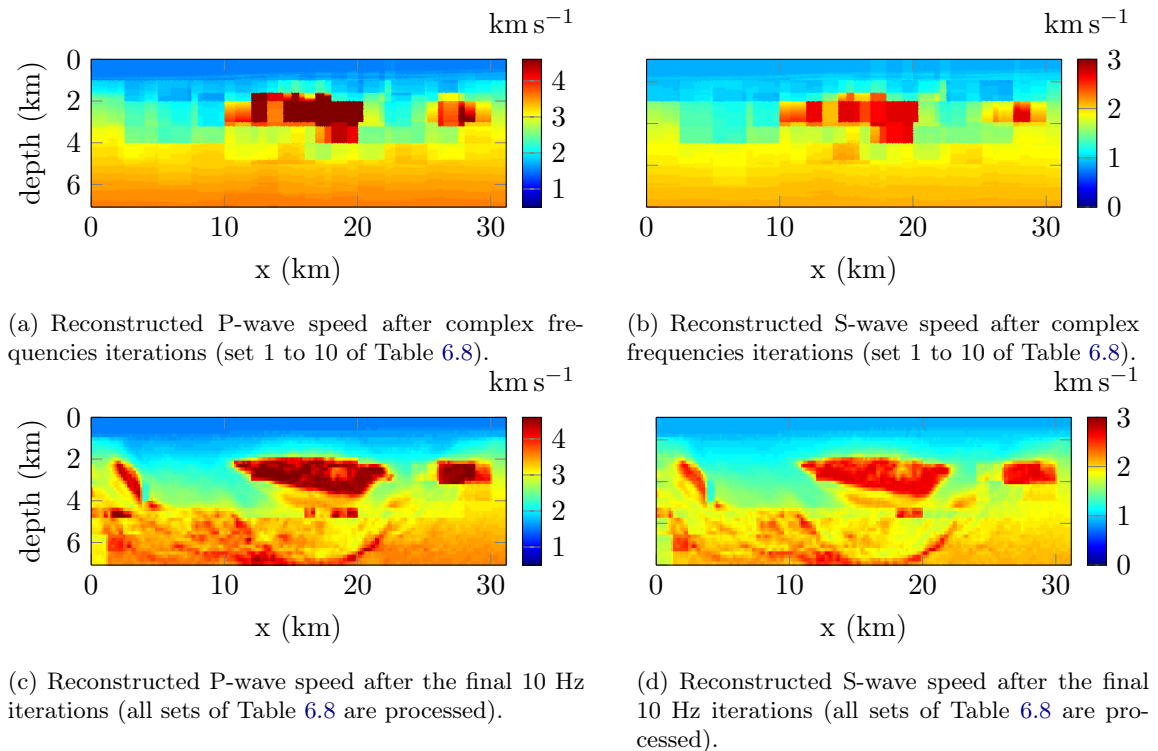 km s⁻¹
0
2
4
6
depth (km)
0 10 20 30
x (km)
4
3
2
1
km s⁻¹
0 10 20 30
x (km)
3
2
1
0
(a) Reconstructed P-wave speed after complex fre-
quencies iterations (set 1 to 10 of Table 6.8).
(b) Reconstructed S-wave speed after complex
frequencies iterations (set 1 to 10 of Table 6.8).
km s⁻¹
0
2
4
6
depth (km)
0 10 20 30
x (km)
4
3
2
1
km s⁻¹
0 10 20 30
x (km)
3
2
1
0
(c) Reconstructed P-wave speed after the final 10 Hz
iterations (all sets of Table 6.8 are processed).
(d) Reconstructed S-wave speed after the final
10 Hz iterations (all sets of Table 6.8 are pro-
cessed).